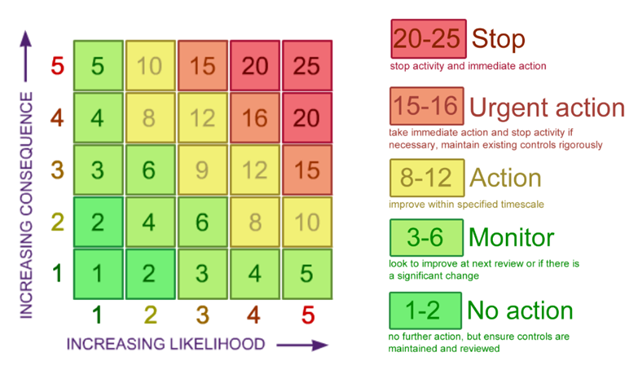 INCREASING CONSEQUENCE
5 5 10 15 20 25
4 4 8 12 16 20
3 3 6 9 12 15
2 2 4 6 8 10
1 1 2 3 4 5
1 2 3 4 5
INCREASING LIKELIHOOD
20-25 Stop
stop activity and immediate action
15-16 Urgent action
take immediate action and stop activity if
necessary, maintain existing controls rigorously
8-12 Action
improve within specified timescale
3-6 Monitor
look to improve at next review or if there is
a significant change
1-2 No action
no further action, but ensure controls are
maintained and reviewed